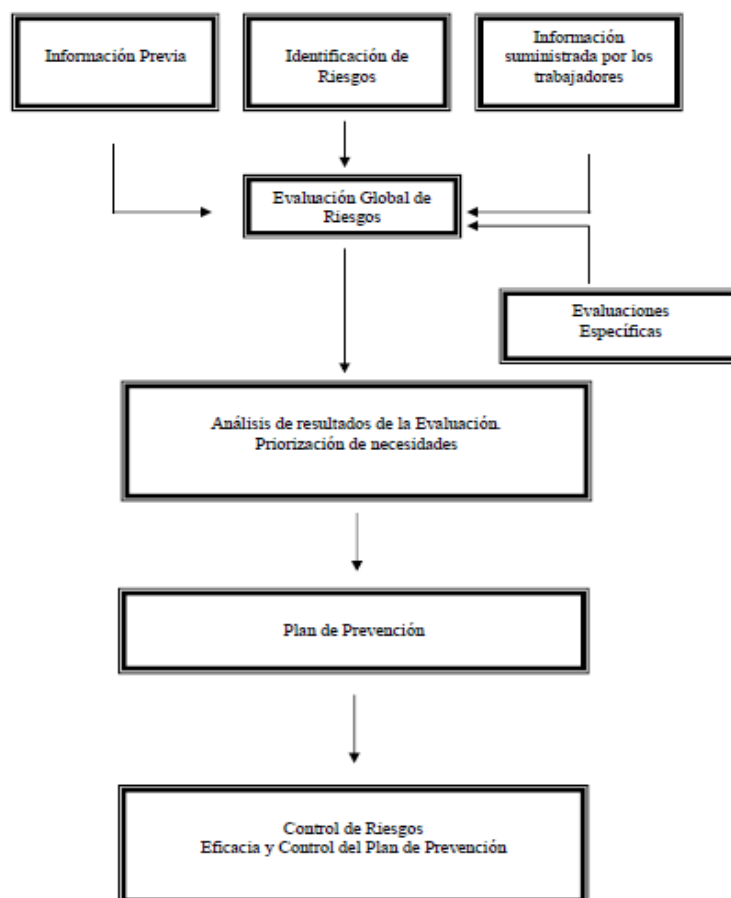 Información Previa
Identificación de
Riesgos
Información
suministrada por los
trabajadores
Evaluación Global de
Riesgos
Evaluaciones
Específicas
Análisis de resultados de la Evaluación.
Priorización de necesidades
Plan de Prevención
Control de Riesgos
Eficacia y Control del Plan de Prevención